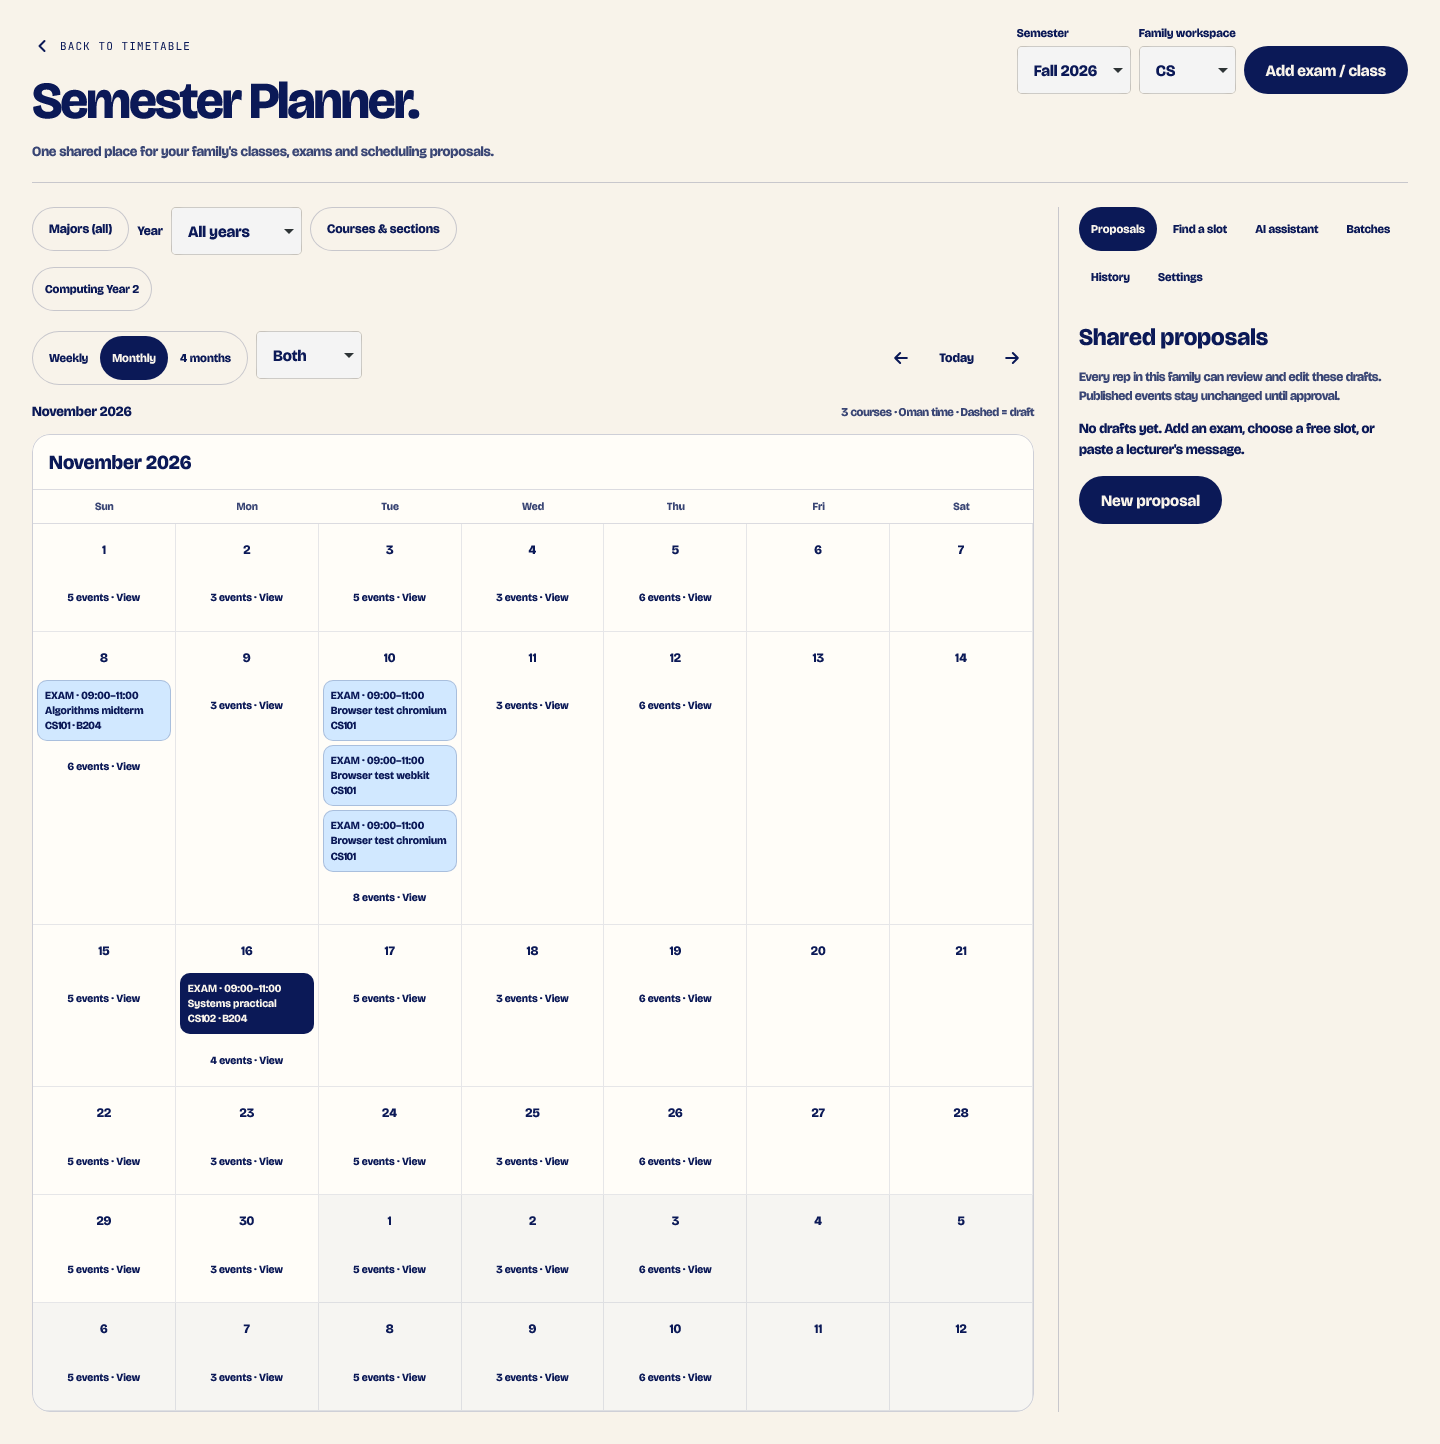 BACK TO TIMETABLE
Semester Planner.
One shared place for your family's classes, exams and scheduling proposals.
Semester
Family workspace
Fall 2026
CS
Add exam / class
Majors (all)
Year
All years
Courses & sections
Computing Year 2
Weekly
Monthly
4 months
Both
Today
November 2026
3 courses · Oman time · Dashed = draft
November 2026
Sun Mon Tue Wed Thu Fri Sat
1 2 3 4 5 6 7
5 events · View
3 events · View
5 events · View
3 events · View
6 events · View
8 9 10 11 12 13 14
EXAM · 09:00–11:00
Algorithms midterm
CS101 · B204
6 events · View
3 events · View
EXAM · 09:00–11:00
Browser test chromium
CS101
EXAM · 09:00–11:00
Browser test webkit
CS101
EXAM · 09:00–11:00
Browser test chromium
CS101
8 events · View
3 events · View
6 events · View
15 16 17 18 19 20 21
5 events · View
EXAM · 09:00–11:00
Systems practical
CS102 · B204
4 events · View
5 events · View
3 events · View
6 events · View
22 23 24 25 26 27 28
5 events · View
3 events · View
5 events · View
3 events · View
6 events · View
29 30 1 2 3 4 5
5 events · View
3 events · View
5 events · View
3 events · View
6 events · View
6 7 8 9 10 11 12
5 events · View
3 events · View
5 events · View
3 events · View
6 events · View
Proposals
Find a slot
AI assistant
Batches
History
Settings
Shared proposals
Every rep in this family can review and edit these drafts.
Published events stay unchanged until approval.
No drafts yet. Add an exam, choose a free slot, or
paste a lecturer's message.
New proposal